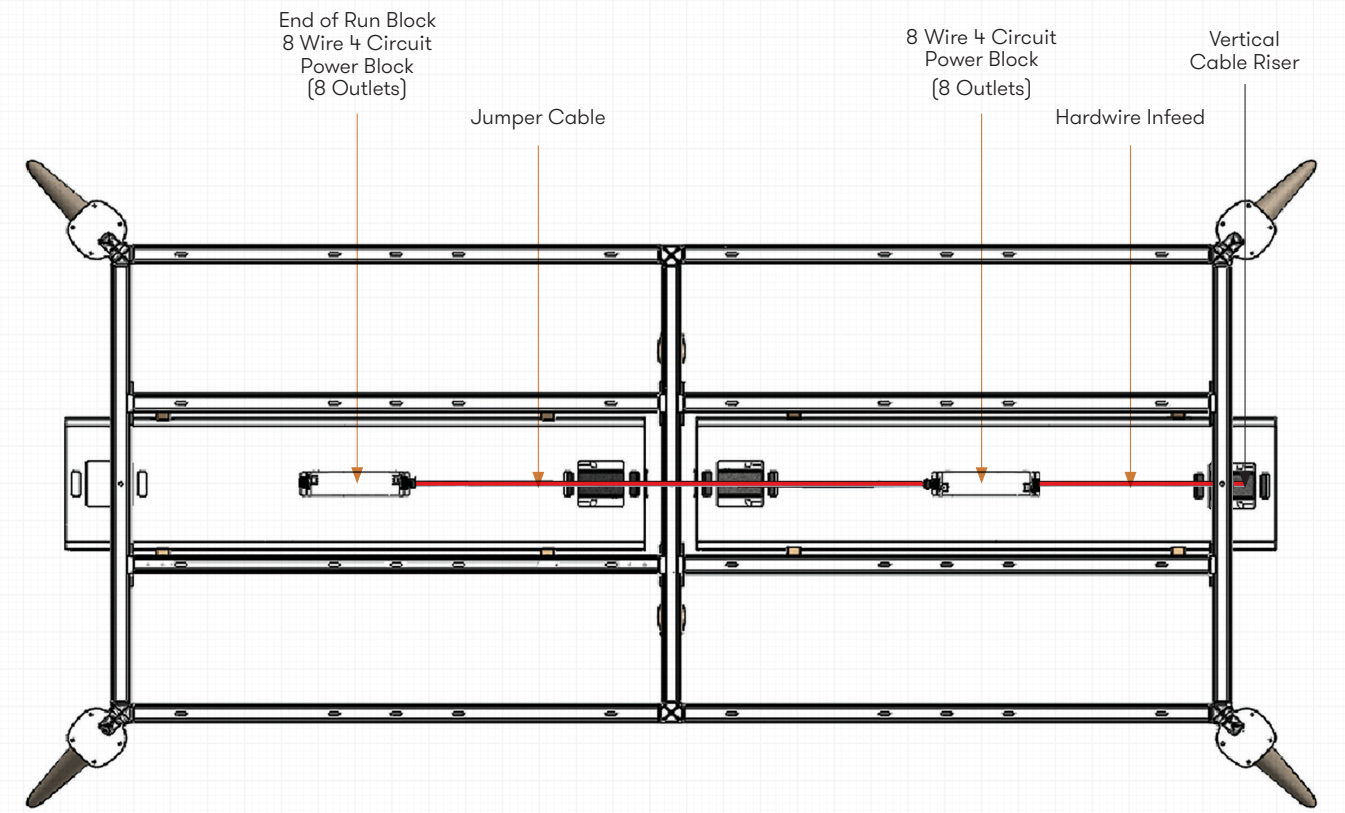 End of Run Block
8 Wire 4 Circuit
Power Block
(8 Outlets)
Jumper Cable
8 Wire 4 Circuit
Power Block
(8 Outlets)
Hardwire Infeed
Vertical
Cable Riser